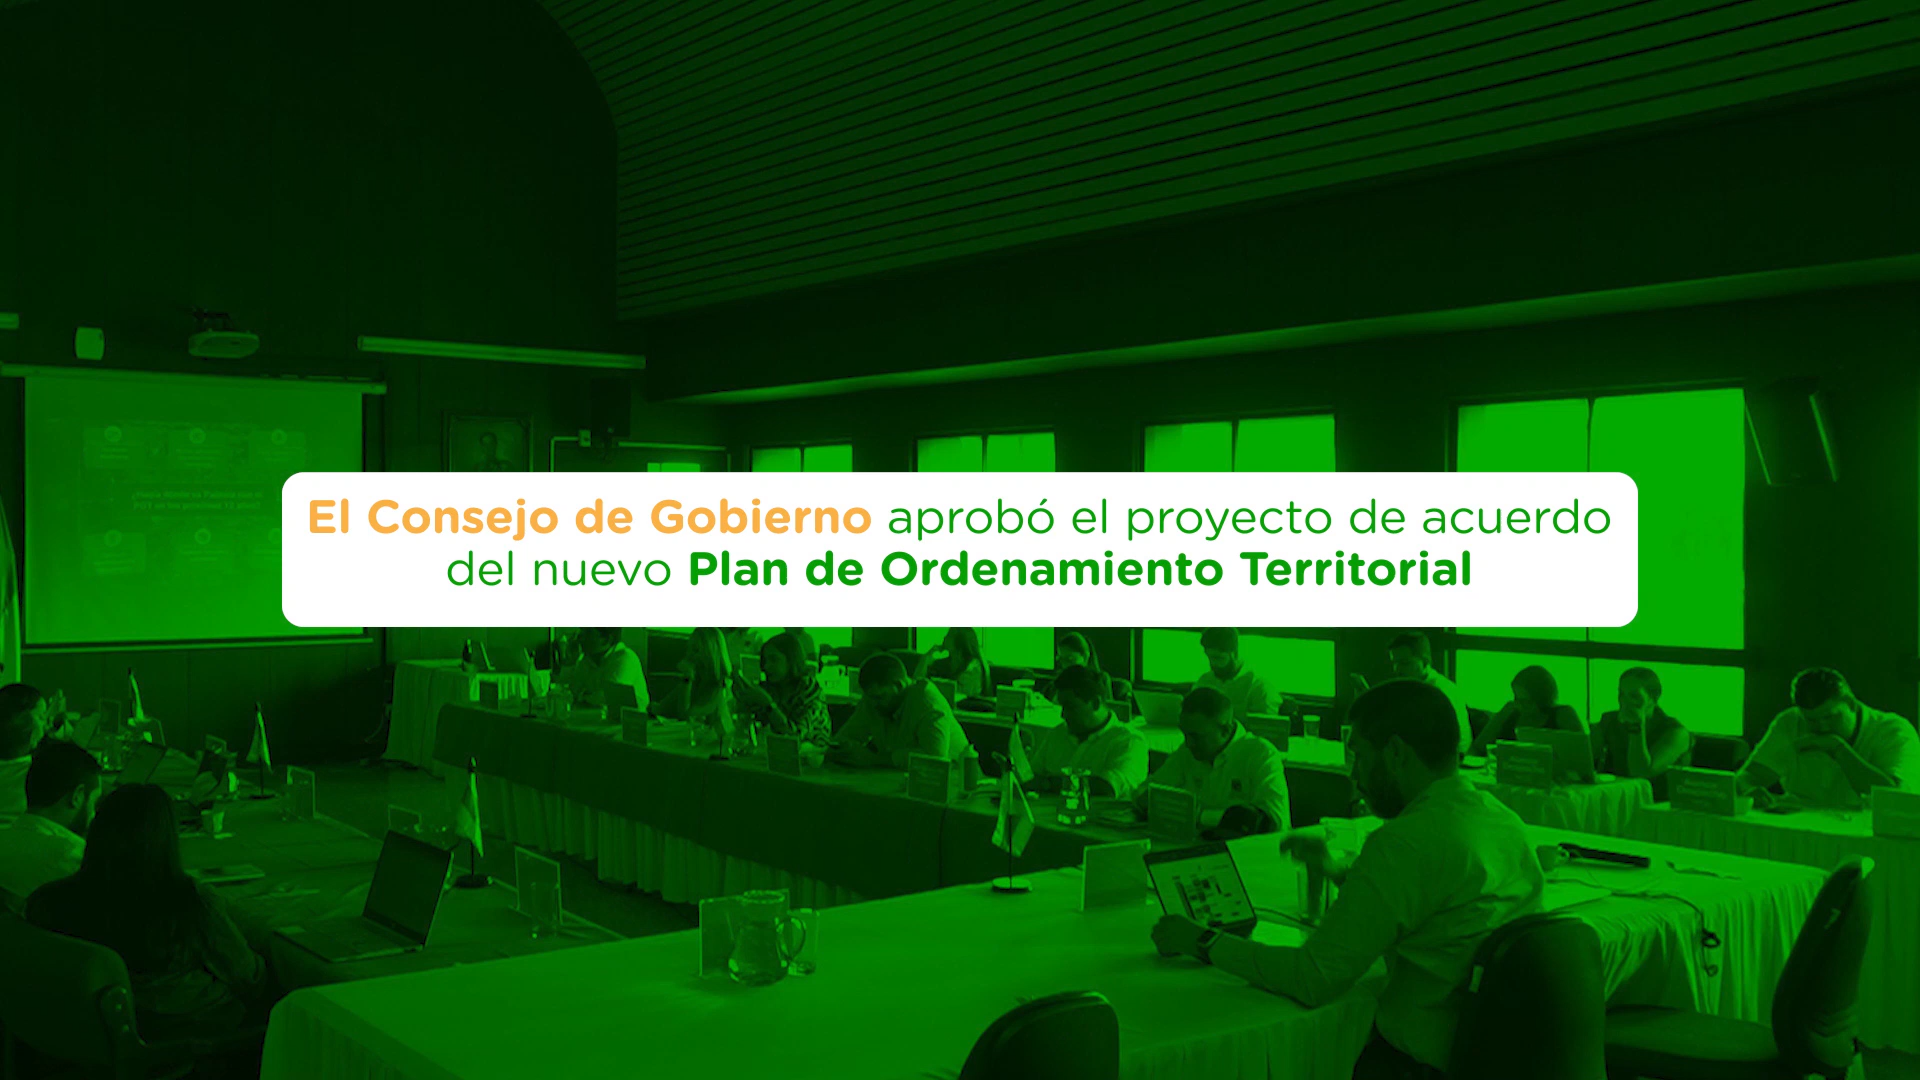 El Consejo de Gobierno aprobó el proyecto de acuerdo
del nuevo Plan de Ordenamiento Territorial